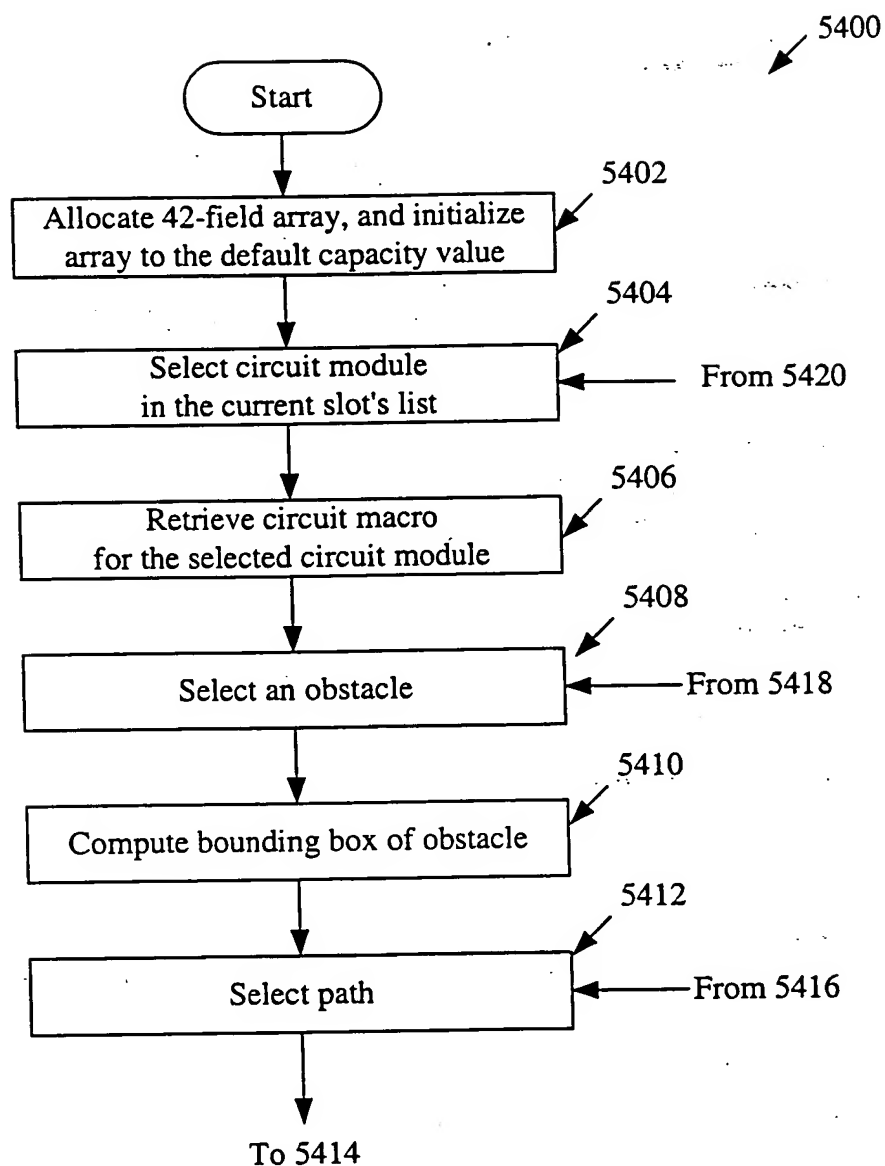 5400
Start
5402
Allocate 42-field array, and initialize
array to the default capacity value
5404
Select circuit module
in the current slot's list
From 5420
5406
Retrieve circuit macro
for the selected circuit module
5408
Select an obstacle
From 5418
5410
Compute bounding box of obstacle
5412
Select path
From 5416
To 5414